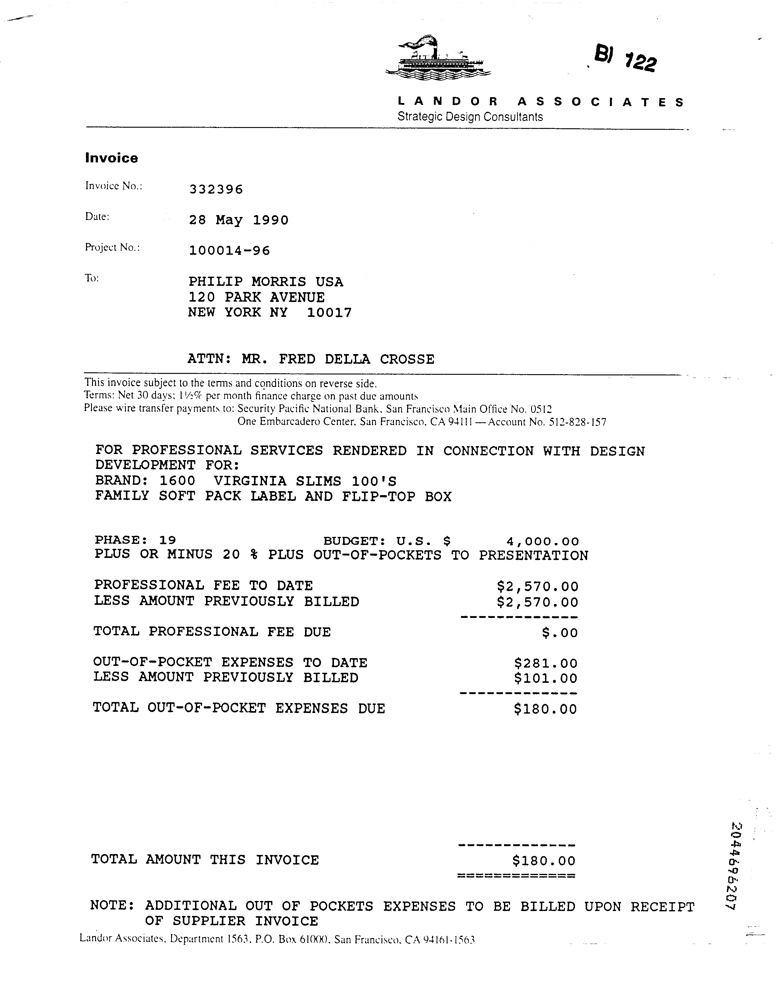 BJ 122
LANDOR ASSOCIATES
Strategic Design Consultants
Invoice
Invoice No.: 332396
Date: 28 May 1990
Project No.: 100014-96
To: PHILIP MORRIS USA
120 PARK AVENUE
NEW YORK NY 10017
ATTN: MR. FRED DELLA CROSSE
This invoice subject to the terms and conditions on reverse side.
Terms: Net 30 days; 1½% per month finance charge on past due amounts
Please wire transfer payments to: Security Pacific National Bank, San Francisco Main Office No. 0512
One Embarcadero Center, San Francisco, CA 94111 — Account No. 512-828-157
FOR PROFESSIONAL SERVICES RENDERED IN CONNECTION WITH DESIGN
DEVELOPMENT FOR:
BRAND: 1600 VIRGINIA SLIMS 100'S
FAMILY SOFT PACK LABEL AND FLIP-TOP BOX
PHASE: 19 BUDGET: U.S. $ 4,000.00
PLUS OR MINUS 20 % PLUS OUT-OF-POCKETS TO PRESENTATION
PROFESSIONAL FEE TO DATE $2,570.00
LESS AMOUNT PREVIOUSLY BILLED $2,570.00
TOTAL PROFESSIONAL FEE DUE $.00
OUT-OF-POCKET EXPENSES TO DATE $281.00
LESS AMOUNT PREVIOUSLY BILLED $101.00
TOTAL OUT-OF-POCKET EXPENSES DUE $180.00
TOTAL AMOUNT THIS INVOICE $180.00
NOTE: ADDITIONAL OUT OF POCKETS EXPENSES TO BE BILLED UPON RECEIPT
OF SUPPLIER INVOICE
Landor Associates, Department 1563, P.O. Box 61000, San Francisco, CA 94161-1563
2044696207